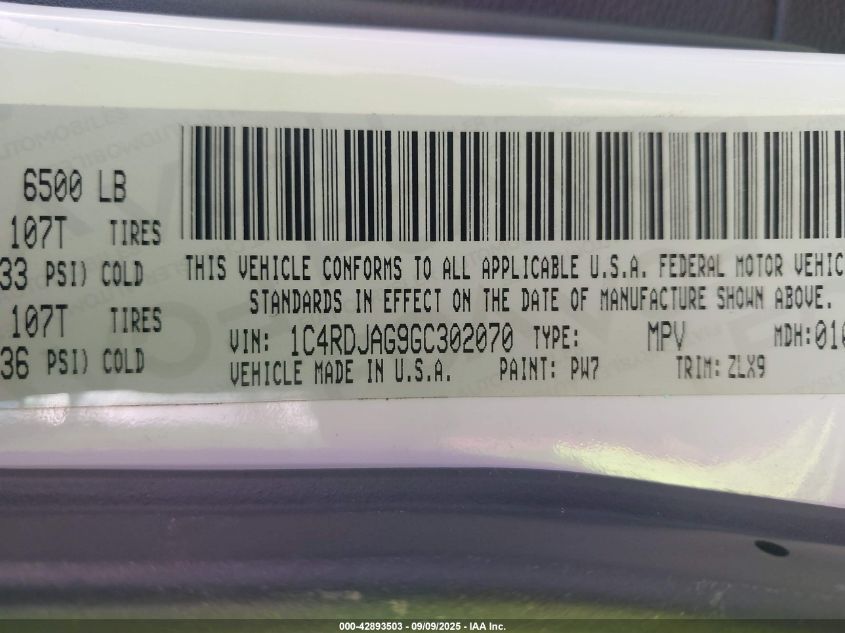 6500 LB
107T TIRES
33 PSI) COLD
107T TIRES
36 PSI) COLD
THIS VEHICLE CONFORMS TO ALL APPLICABLE U.S.A. FEDERAL MOTOR VEHIC
STANDARDS IN EFFECT ON THE DATE OF MANUFACTURE SHOWN ABOVE.
VIN: 1C4RDJAG9GC302070 TYPE: MPV MDH:010
VEHICLE MADE IN U.S.A. PAINT: PW7 TRIM: ZLX9
000-42893503 - 09/09/2025 - IAA Inc.